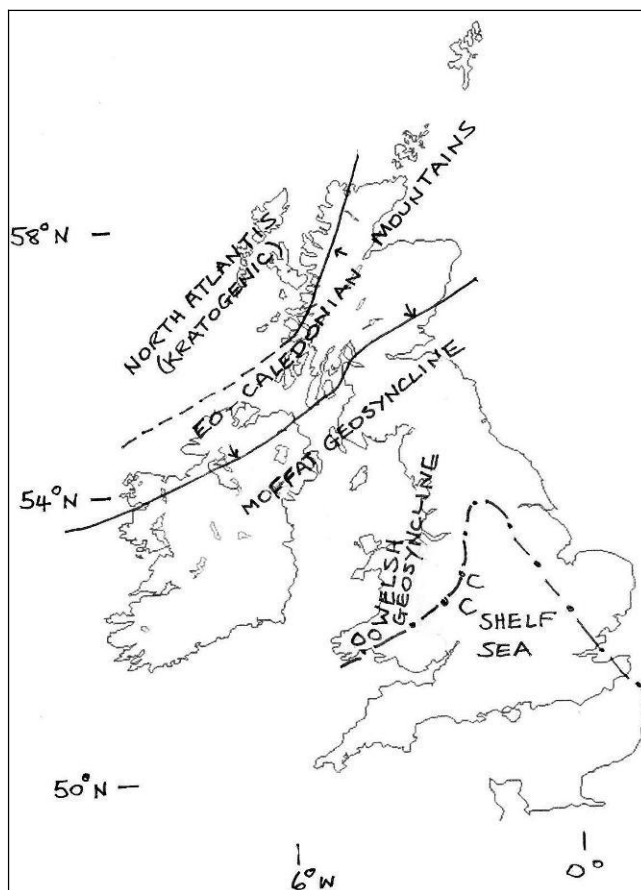 58°N
NORTH ATLANTIS
(KRATOGENIC)
EO-CALEDONIAN MOUNTAINS
MOFFAT GEOSYNCLINE
54°N
WELSH
GEOSYNCLINE
C
C
SHELF
SEA
50°N
6°W
0°